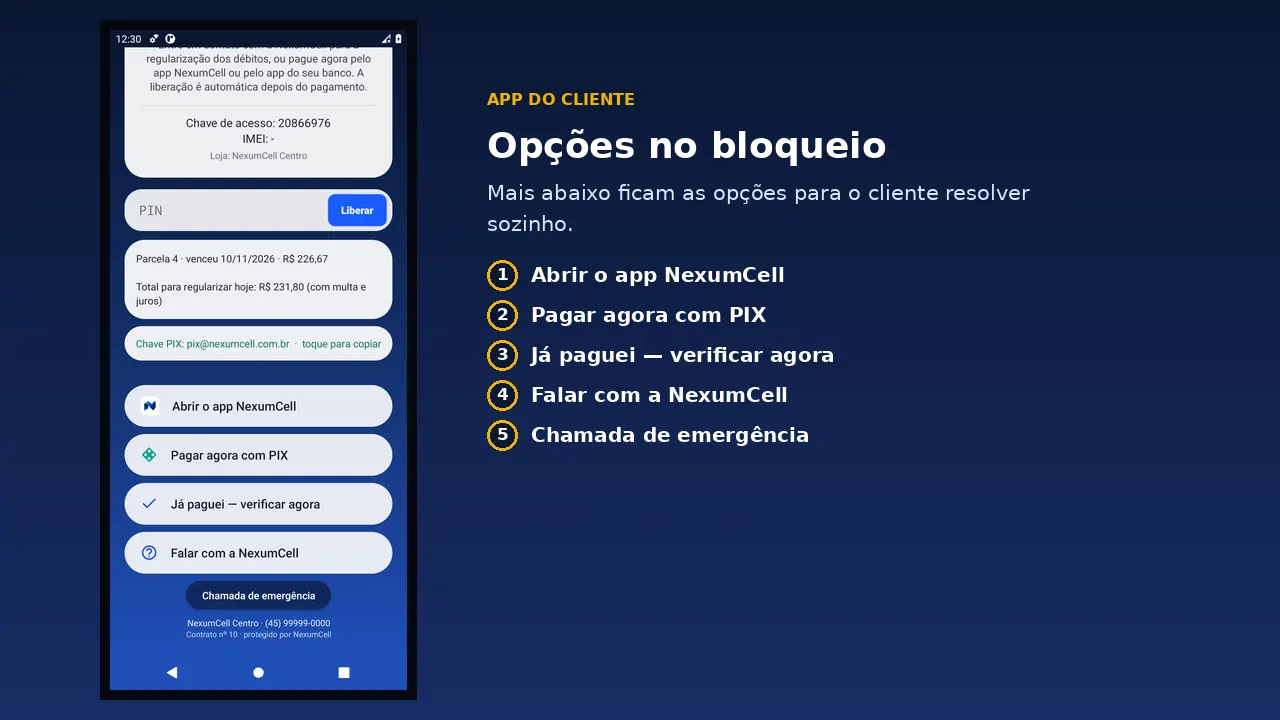 12:30
regularização dos débitos, ou pague agora pelo
app NexumCell ou pelo app do seu banco. A
liberação é automática depois do pagamento.
Chave de acesso: 20866976
IMEI: -
Loja: NexumCell Centro
PIN
Liberar
Parcela 4 · venceu 10/11/2026 · R$ 226,67
Total para regularizar hoje: R$ 231,80 (com multa e
juros)
Chave PIX: pix@nexumcell.com.br · toque para copiar
Abrir o app NexumCell
Pagar agora com PIX
Já paguei — verificar agora
Falar com a NexumCell
Chamada de emergência
NexumCell Centro · (45) 99999-0000
Contrato nº 10 · protegido por NexumCell
APP DO CLIENTE
Opções no bloqueio
Mais abaixo ficam as opções para o cliente resolver
sozinho.
1 Abrir o app NexumCell
2 Pagar agora com PIX
3 Já paguei — verificar agora
4 Falar com a NexumCell
5 Chamada de emergência